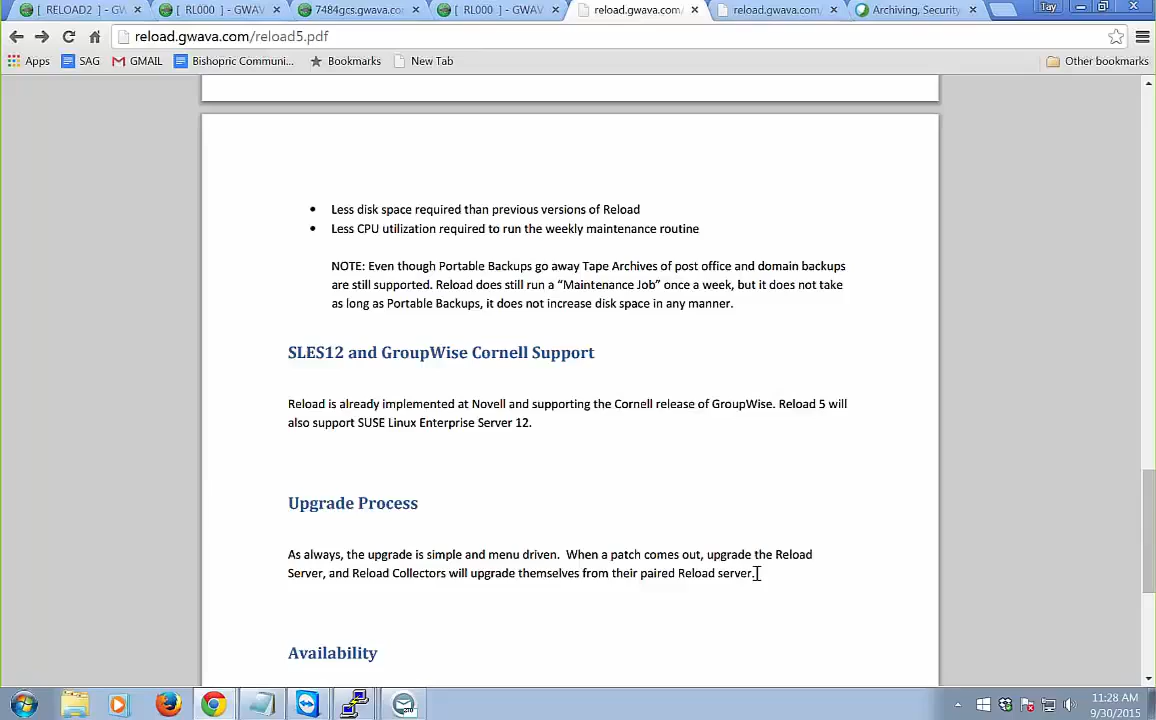 [ RELOAD2 ] - GW
[ RL000 ] - GWAV
7484gcs.gwava.co
[ RL000 ] - GWAV
reload.gwava.com/
reload.gwava.com/
Archiving, Security
Tay
reload.gwava.com/reload5.pdf
Apps SAG GMAIL Bishopric Communi... Bookmarks New Tab Other bookmarks
• Less disk space required than previous versions of Reload
• Less CPU utilization required to run the weekly maintenance routine
NOTE: Even though Portable Backups go away Tape Archives of post office and domain backups
are still supported. Reload does still run a “Maintenance Job” once a week, but it does not take
as long as Portable Backups, it does not increase disk space in any manner.
SLES12 and GroupWise Cornell Support
Reload is already implemented at Novell and supporting the Cornell release of GroupWise. Reload 5 will
also support SUSE Linux Enterprise Server 12.
Upgrade Process
As always, the upgrade is simple and menu driven.  When a patch comes out, upgrade the Reload
Server, and Reload Collectors will upgrade themselves from their paired Reload server.
Availability
11:28 AM
9/30/2015